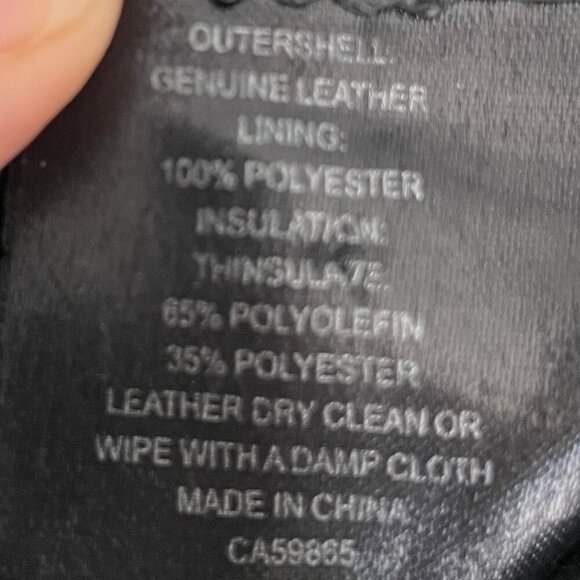 OUTERSHELL:
GENUINE LEATHER
LINING:
100% POLYESTER
INSULATION:
THINSULATE.
65% POLYOLEFIN
35% POLYESTER
LEATHER DRY CLEAN OR
WIPE WITH A DAMP CLOTH
MADE IN CHINA
CA59865